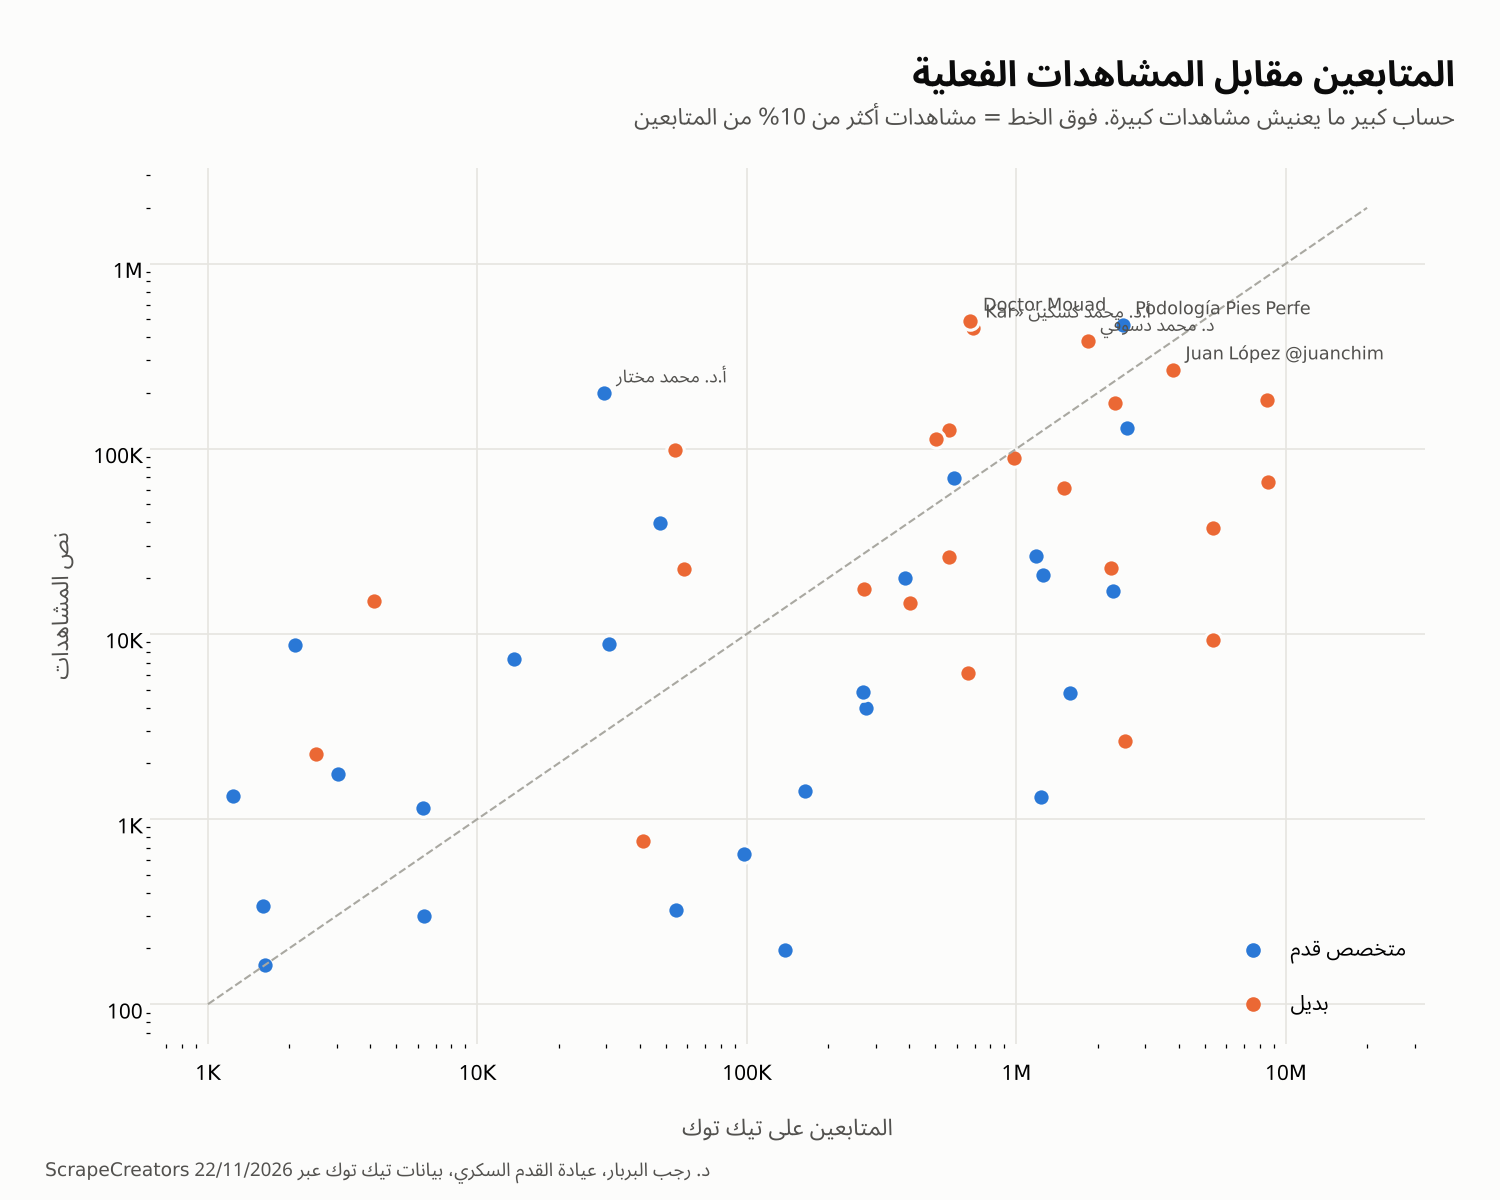 المتابعين مقابل المشاهدات الفعلية
حساب كبير ما يعنيش مشاهدات كبيرة. فوق الخط = مشاهدات أكثر من 10% من المتابعين
1M
100K
10K
1K
100
نص المشاهدات
Doctor Mouad
Podología Pies Perfe
أ.د. محمد كسكين «Kar
د. محمد دسوقي
Juan López @juanchim
أ.د. محمد مختار
متخصص قدم
بديل
1K 10K 100K 1M 10M
المتابعين على تيك توك
د. رجب البربار، عيادة القدم السكري، بيانات تيك توك عبر ScrapeCreators 22/11/2026